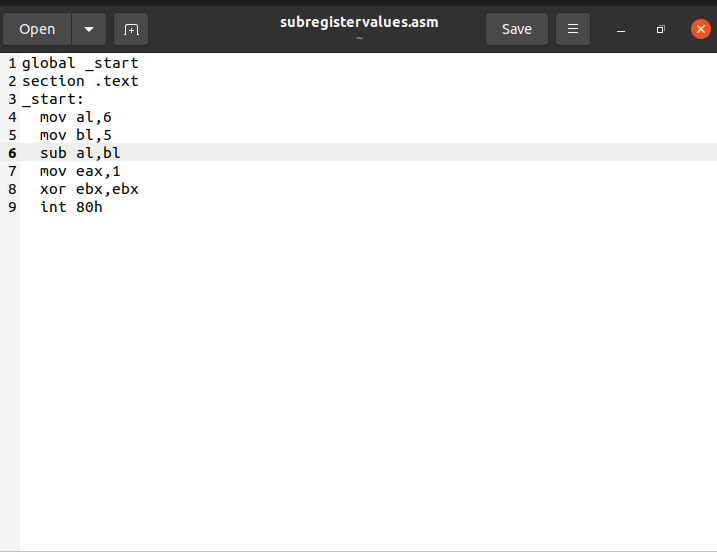 Open
subregistervalues.asm
~
Save
1 global _start
2 section .text
3 _start:
4   mov al,6
5   mov bl,5
6   sub al,bl
7   mov eax,1
8   xor ebx,ebx
9   int 80h